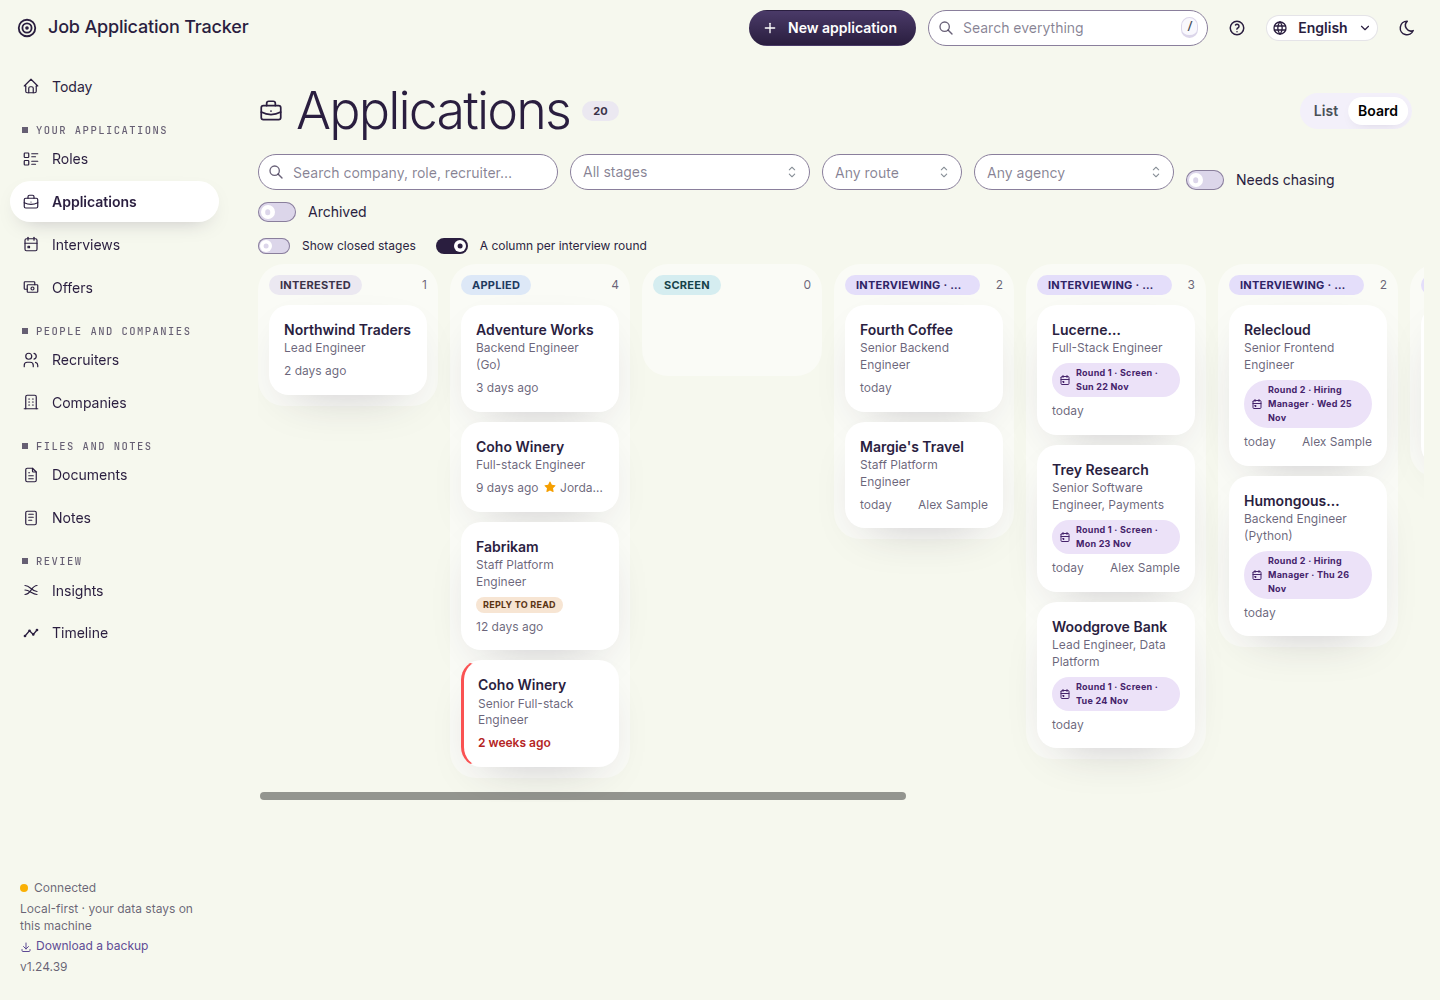 Job Application Tracker
New application
Search everything
/
English
Today
YOUR APPLICATIONS
Roles
Applications
Interviews
Offers
PEOPLE AND COMPANIES
Recruiters
Companies
FILES AND NOTES
Documents
Notes
REVIEW
Insights
Timeline
Connected
Local-first · your data stays on
this machine
Download a backup
v1.24.39
Applications
20
List
Board
Search company, role, recruiter...
All stages
Any route
Any agency
Needs chasing
Archived
Show closed stages
A column per interview round
INTERESTED
1
Northwind Traders
Lead Engineer
2 days ago
APPLIED
4
Adventure Works
Backend Engineer
(Go)
3 days ago
Coho Winery
Full-stack Engineer
9 days ago
Jorda...
Fabrikam
Staff Platform
Engineer
REPLY TO READ
12 days ago
Coho Winery
Senior Full-stack
Engineer
2 weeks ago
SCREEN
0
INTERVIEWING · ...
2
Fourth Coffee
Senior Backend
Engineer
today
Margie's Travel
Staff Platform
Engineer
today
Alex Sample
INTERVIEWING · ...
3
Lucerne...
Full-Stack Engineer
Round 1 · Screen ·
Sun 22 Nov
today
Trey Research
Senior Software
Engineer, Payments
Round 1 · Screen ·
Mon 23 Nov
today
Alex Sample
Woodgrove Bank
Lead Engineer, Data
Platform
Round 1 · Screen ·
Tue 24 Nov
today
INTERVIEWING · ...
2
Relecloud
Senior Frontend
Engineer
Round 2 · Hiring
Manager · Wed 25
Nov
today
Alex Sample
Humongous...
Backend Engineer
(Python)
Round 2 · Hiring
Manager · Thu 26
Nov
today